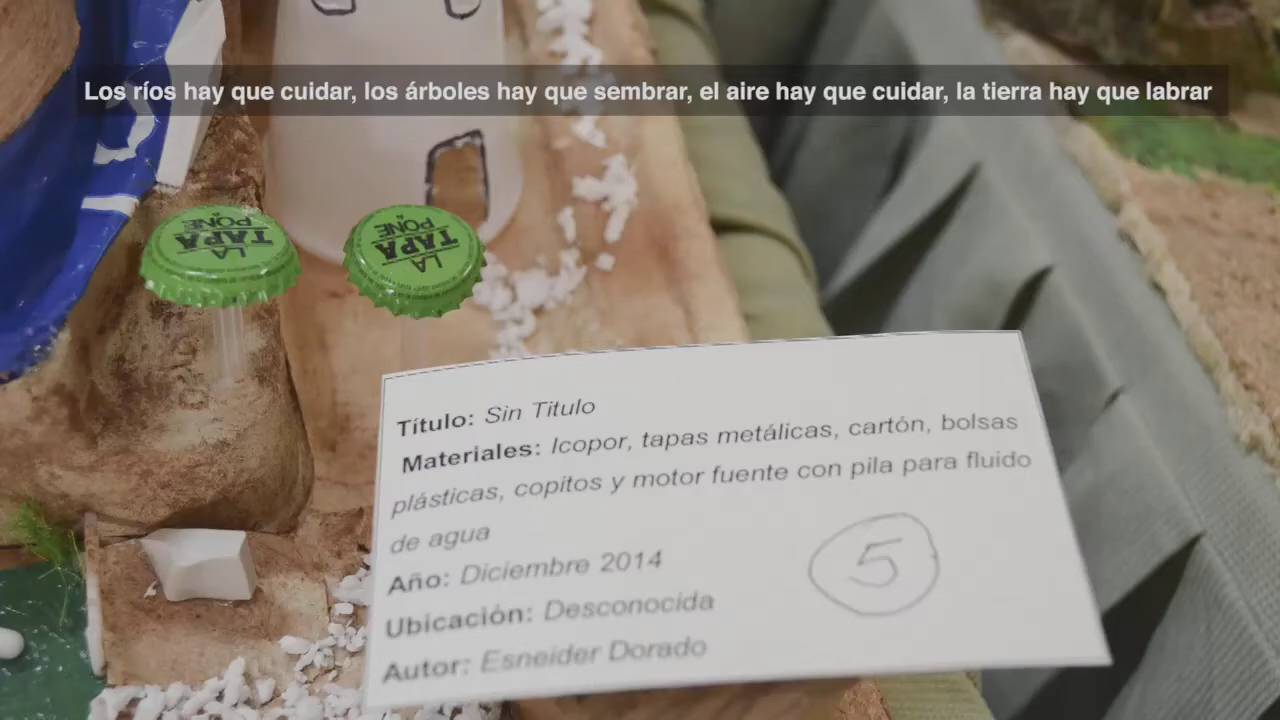 Los ríos hay que cuidar, los árboles hay que sembrar, el aire hay que cuidar, la tierra hay que labrar
LA
TAPA
PONE
LA
TAPA
PONE
Título: Sin Titulo
Materiales: Icopor, tapas metálicas, cartón, bolsas
plásticas, copitos y motor fuente con pila para fluido
de agua
Año: Diciembre 2014
Ubicación: Desconocida
Autor: Esneider Dorado
5